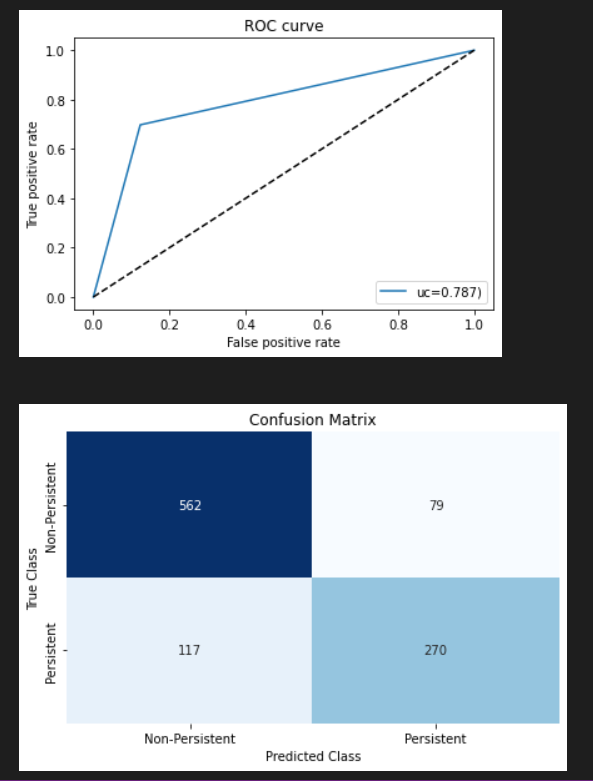 ROC curve
True positive rate
1.0
0.8
0.6
0.4
0.2
0.0
uc=0.787)
0.0 0.2 0.4 0.6 0.8 1.0
False positive rate
Confusion Matrix
True Class
Non-Persistent
562 79
Persistent
117 270
Non-Persistent Persistent
Predicted Class